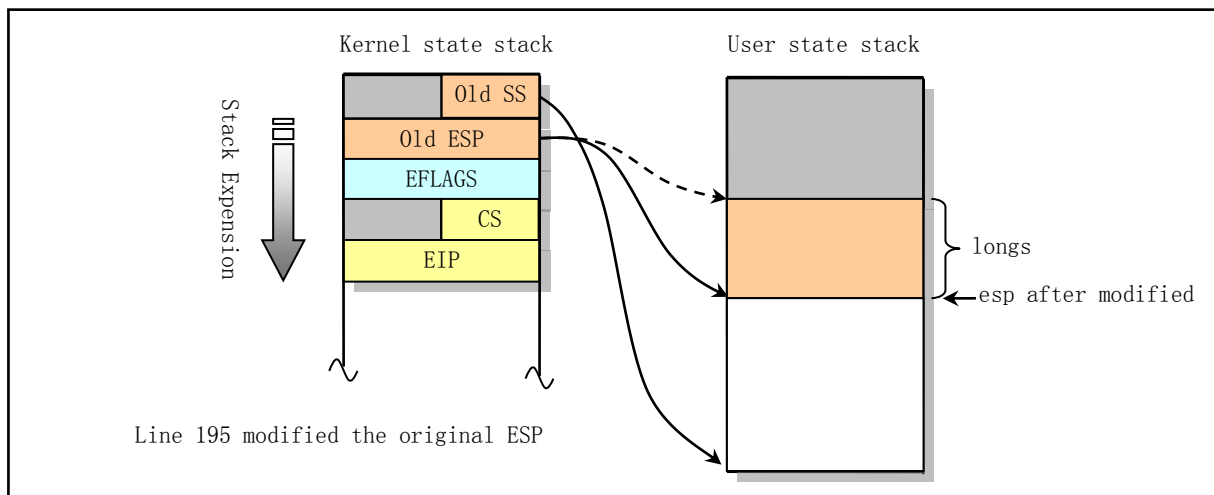 Kernel state stack
User state stack
Stack Expension
Old SS
Old ESP
EFLAGS
CS
EIP
longs
esp after modified
Line 195 modified the original ESP